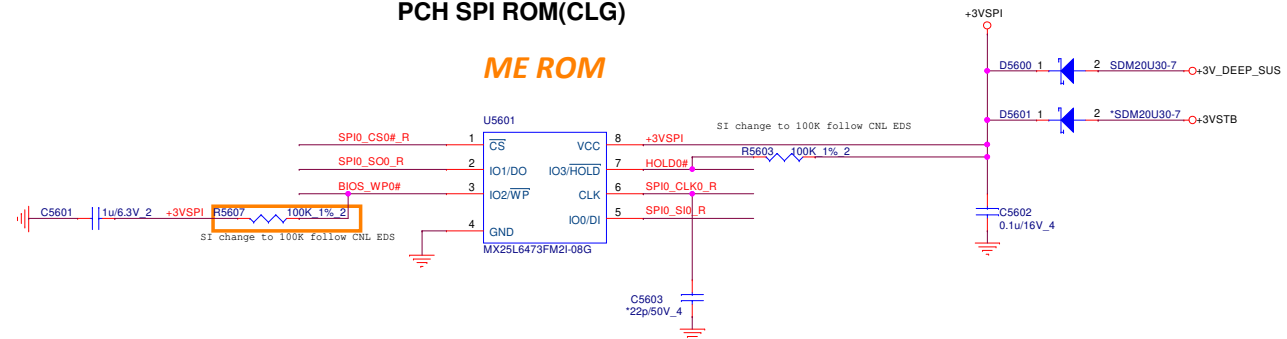 PCH SPI ROM(CLG)
+3VSPI
ME ROM
D5600 1 2 SDM20U30-7 +3V_DEEP_SUS
U5601
D5601 1 2 *SDM20U30-7 +3VSTB
SI change to 100K follow CNL EDS
SPI0_CS0#_R 1 CS VCC 8 +3VSPI
R5603 100K_1%_2
SPI0_SO0_R 2 IO1/DO IO3/HOLD 7 HOLD0#
BIOS_WP0# 3 IO2/WP CLK 6 SPI0_CLK0_R
C5601 1u/6.3V_2 +3VSPI R5607 100K_1%_2
IO0/DI 5 SPI0_SI0_R
C5602
0.1u/16V_4
4 GND
SI change to 100K follow CNL EDS
MX25L6473FM2I-08G
C5603
*22p/50V_4